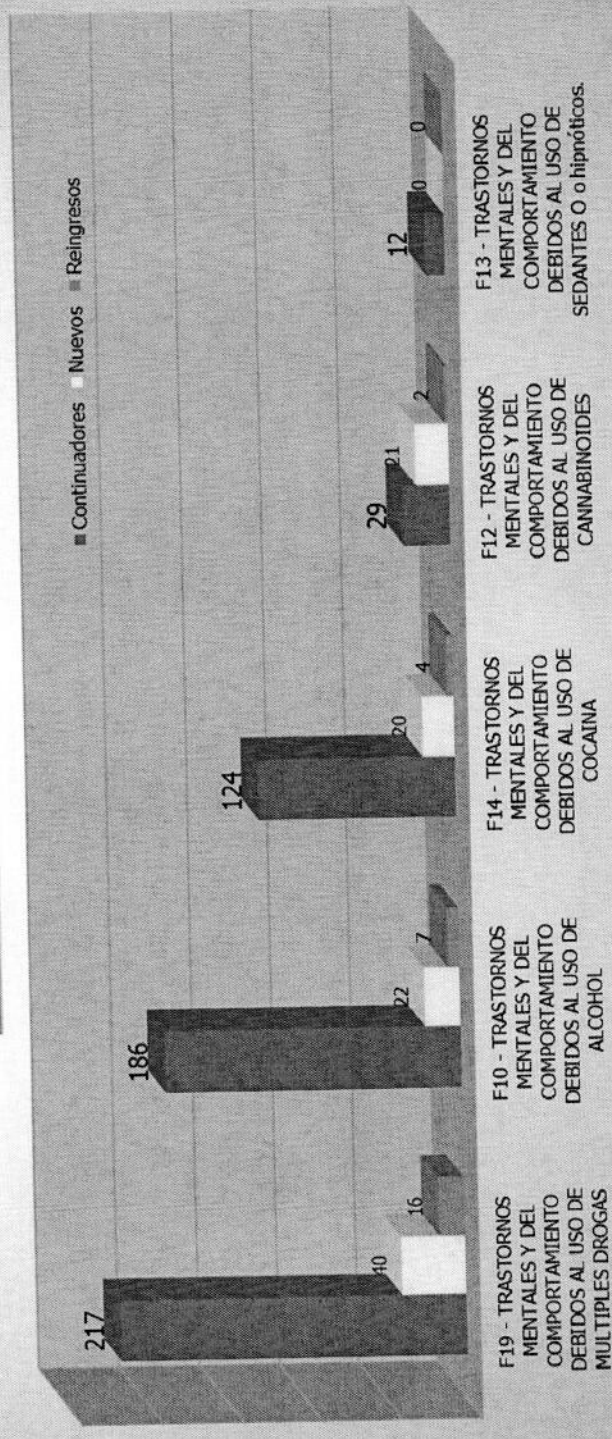 ■ Continuadores ■ Nuevos ■ Reingresos
217
40
16
186
22
7
124
20
4
29
21
2
12
0
0
F19 - TRASTORNOS
MENTALES Y DEL
COMPORTAMIENTO
DEBIDOS AL USO DE
MULTIPLES DROGAS
F10 - TRASTORNOS
MENTALES Y DEL
COMPORTAMIENTO
DEBIDOS AL USO DE
ALCOHOL
F14 - TRASTORNOS
MENTALES Y DEL
COMPORTAMIENTO
DEBIDOS AL USO DE
COCAINA
F12 - TRASTORNOS
MENTALES Y DEL
COMPORTAMIENTO
DEBIDOS AL USO DE
CANNABINOIDES
F13 - TRASTORNOS
MENTALES Y DEL
COMPORTAMIENTO
DEBIDOS AL USO DE
SEDANTES O o hipnóticos.